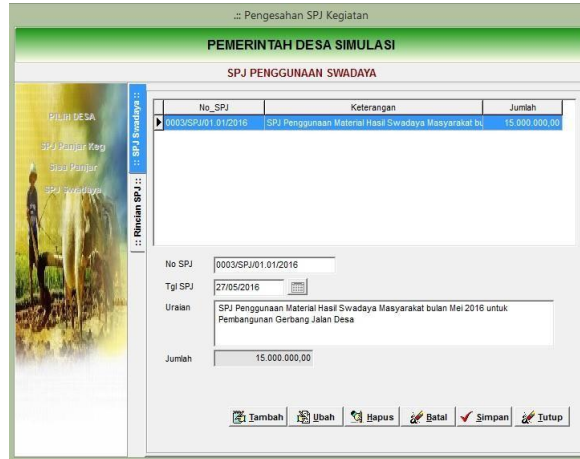 .:: Pengesahan SPJ Kegiatan
PEMERINTAH DESA SIMULASI
SPJ PENGGUNAAN SWADAYA
PILIH DESA
SPJ Panjar Keg
Sisa Panjar
SPJ Swadaya
:: SPJ Swadaya ::
:: Rincian SPJ ::
No_SPJ Keterangan Jumlah
0003/SPJ/01.01/2016 SPJ Penggunaan Material Hasil Swadaya Masyarakat bu 15.000.000,00
No SPJ 0003/SPJ/01.01/2016
Tgl SPJ 27/05/2016
Uraian SPJ Penggunaan Material Hasil Swadaya Masyarakat bulan Mei 2016 untuk
Pembangunan Gerbang Jalan Desa
Jumlah 15.000.000,00
Tambah Ubah Hapus Batal Simpan Tutup